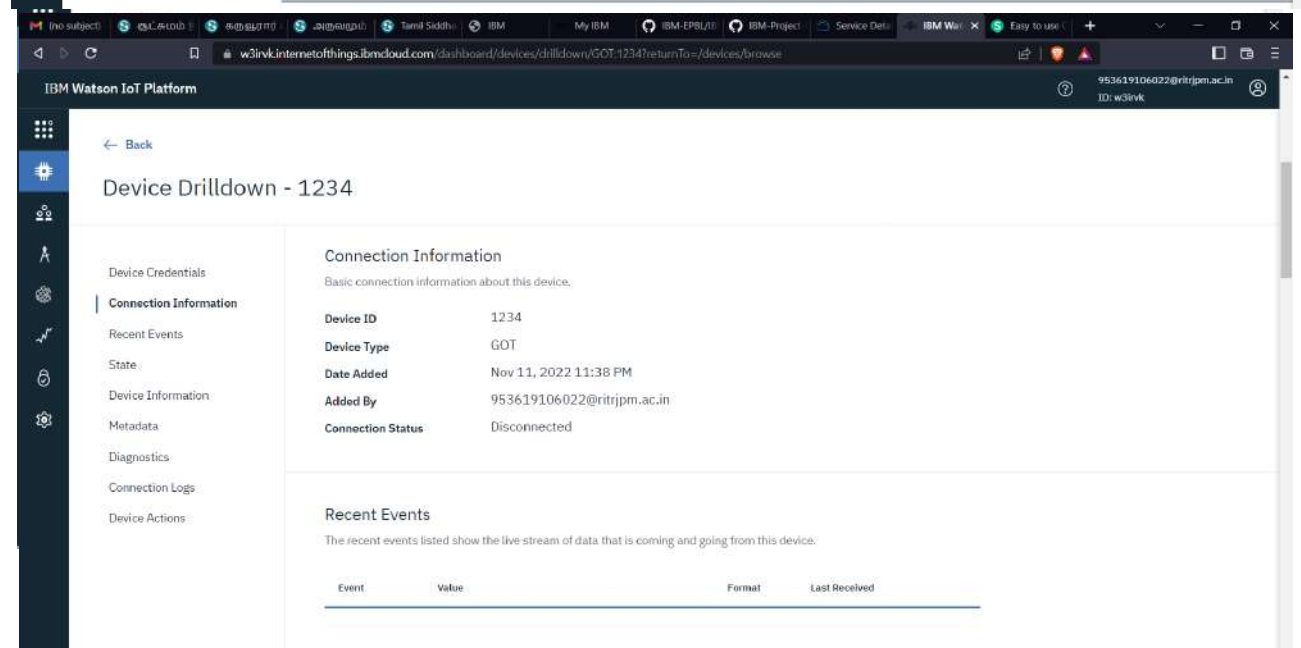 (no subject)
Tamil Siddha
IBM
My IBM
IBM-EPBL/IB
IBM-Project
Service Deta
IBM Wat
Easy to use (
w3irvk.internetofthings.ibmcloud.com/dashboard/devices/drilldown/GOT:1234?returnTo=/devices/browse
IBM Watson IoT Platform
953619106022@ritrjpm.ac.in
ID: w3irvk
← Back
Device Drilldown - 1234
Device Credentials
Connection Information
Recent Events
State
Device Information
Metadata
Diagnostics
Connection Logs
Device Actions
Connection Information
Basic connection information about this device.
Device ID 1234
Device Type GOT
Date Added Nov 11, 2022 11:38 PM
Added By 953619106022@ritrjpm.ac.in
Connection Status Disconnected
Recent Events
The recent events listed show the live stream of data that is coming and going from this device.
Event Value Format Last Received